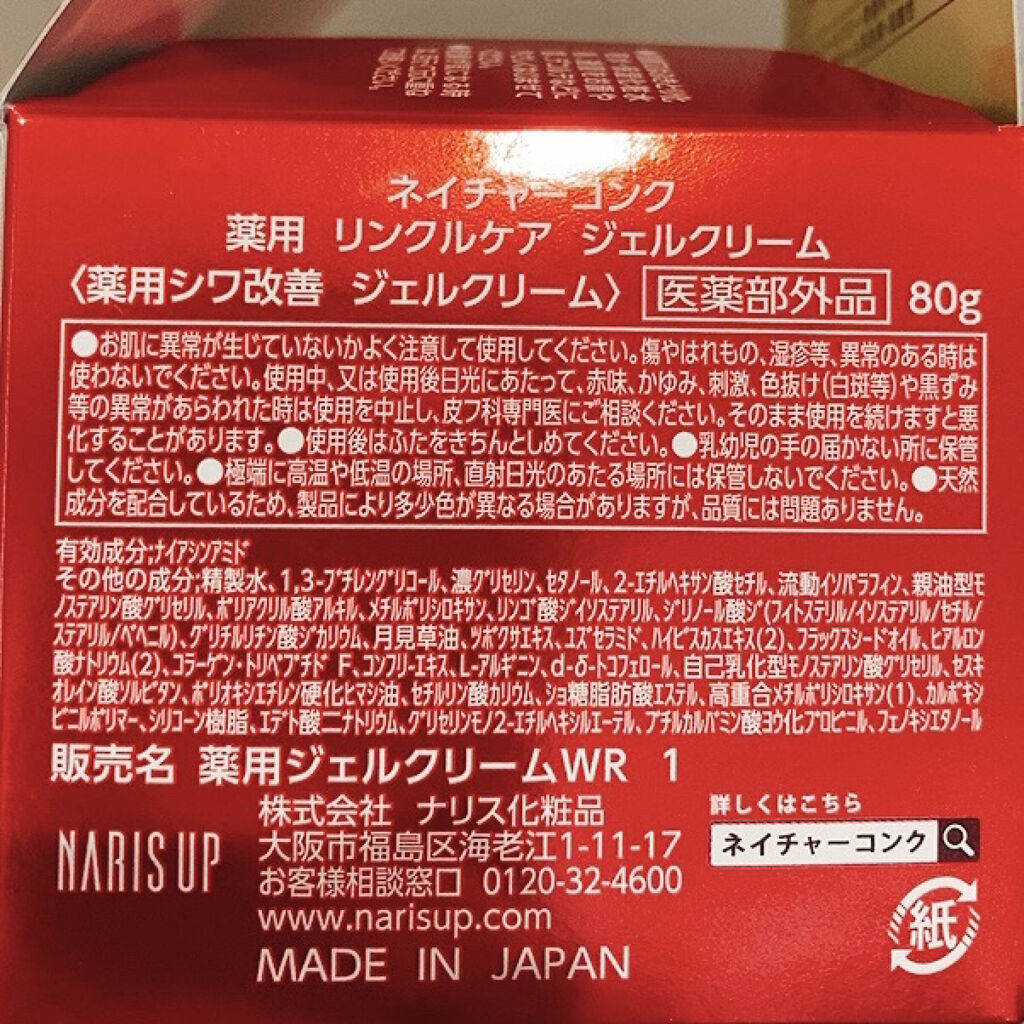 ネイチャーコンク
薬用 リンクルケア ジェルクリーム
〈薬用シワ改善 ジェルクリーム〉 医薬部外品 80g
●お肌に異常が生じていないかよく注意して使用してください。傷やはれもの、湿疹等、異常のある時は
使わないでください。使用中、又は使用後日光にあたって、赤味、かゆみ、刺激、色抜け(白斑等)や黒ずみ
等の異常があらわれた時は使用を中止し、皮フ科専門医にご相談ください。そのまま使用を続けますと悪
化することがあります。●使用後はふたをきちんとしめてください。●乳幼児の手の届かない所に保管
してください。●極端に高温や低温の場所、直射日光のあたる場所には保管しないでください。●天然
成分を配合しているため、製品により多少色が異なる場合がありますが、品質には問題ありません。
有効成分;ナイアシンアミド
その他の成分;精製水、1,3-ブチレングリコール、濃グリセリン、セタノール、2-エチルヘキサン酸セチル、流動イソパラフィン、親油型モ
ノステアリン酸グリセリル、ポリアクリル酸アルキル、メチルポリシロキサン、リンゴ酸ジイソステアリル、ジリノール酸ジ(フィトステリル/イソステアリル/セチル/
ステアリル/ベヘニル)、グリチルリチン酸ジカリウム、月見草油、ツボクサエキス、ユズセラミド、ハイビスカスエキス(2)、フラックスシードオイル、ヒアルロン
酸ナトリウム(2)、コラーゲン・トリペプチド F、コンフリーエキス、L-アルギニン、d-δ-トコフェロール、自己乳化型モノステアリン酸グリセリル、セスキ
オレイン酸ソルビタン、ポリオキシエチレン硬化ヒマシ油、セチルリン酸カリウム、ショ糖脂肪酸エステル、高重合メチルポリシロキサン(1)、カルボキシ
ビニルポリマー、シリコーン樹脂、エデト酸二ナトリウム、グリセリンモノ2-エチルヘキシルエーテル、ブチルカルバミン酸ヨウ化プロピニル、フェノキシエタノール
販売名 薬用ジェルクリームWR 1
株式会社 ナリス化粧品
大阪市福島区海老江1-11-17
お客様相談窓口 0120-32-4600
www.narisup.com
MADE IN JAPAN
NARIS UP
詳しくはこちら
ネイチャーコンク
紙